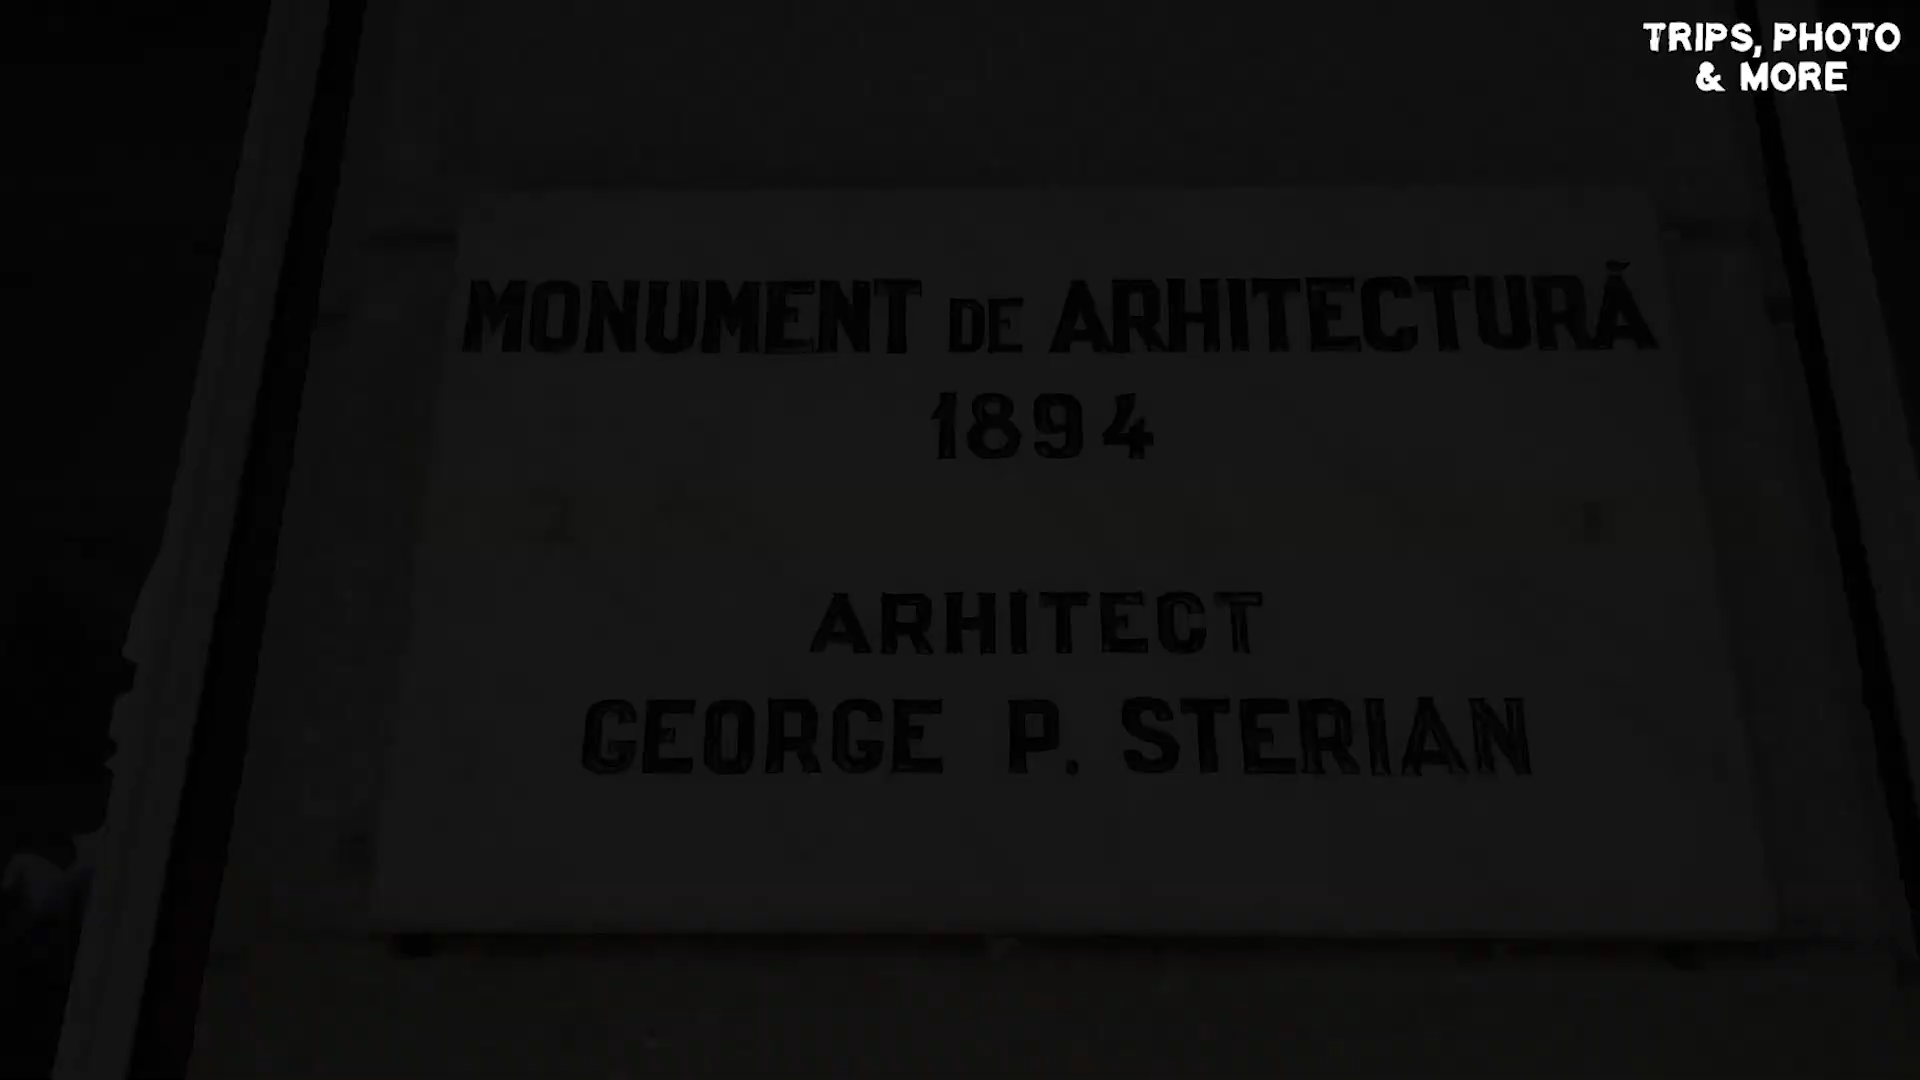 TRIPS, PHOTO
& MORE
MONUMENT DE ARHITECTURĂ
1894
ARHITECT
GEORGE P. STERIAN